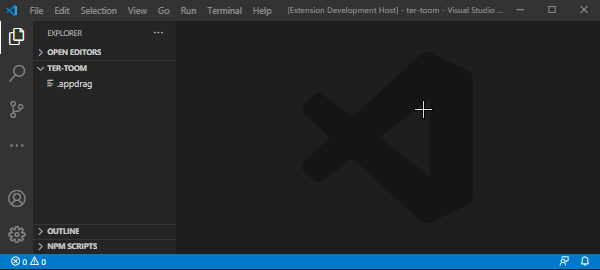 File Edit Selection View Go Run Terminal Help [Extension Development Host] - ter-toom - Visual Studio ...
EXPLORER
OPEN EDITORS
TER-TOOM
.appdrag
OUTLINE
NPM SCRIPTS
0 0